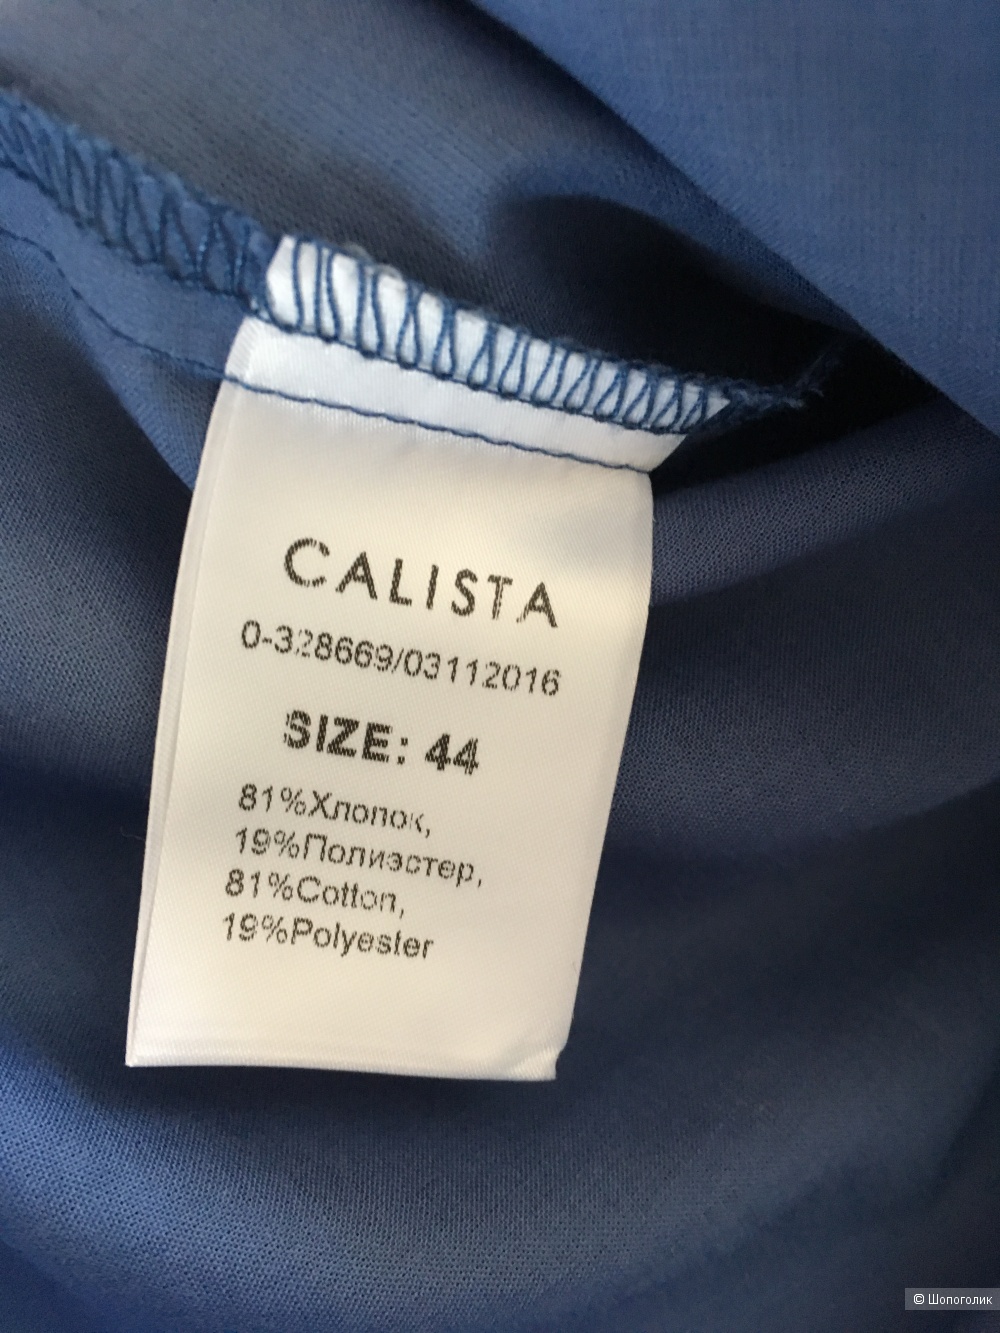 CALISTA
0-328669/03112016
SIZE: 44
81%Хлопок,
19%Полиэстер,
81%Cotton,
19%Polyester
© Шопоголик